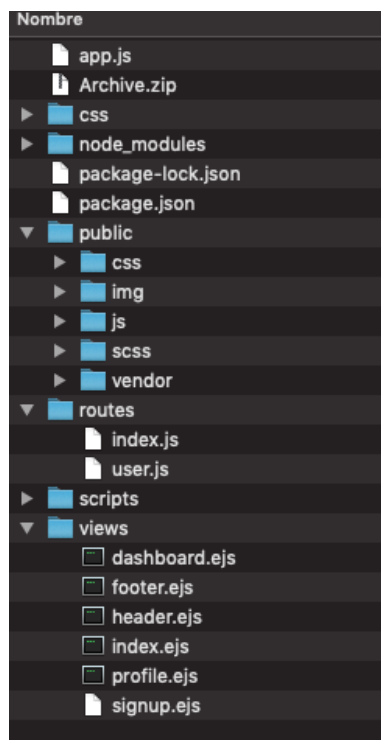 Nombre
app.js
Archive.zip
css
node_modules
package-lock.json
package.json
public
css
img
js
scss
vendor
routes
index.js
user.js
scripts
views
dashboard.ejs
footer.ejs
header.ejs
index.ejs
profile.ejs
signup.ejs